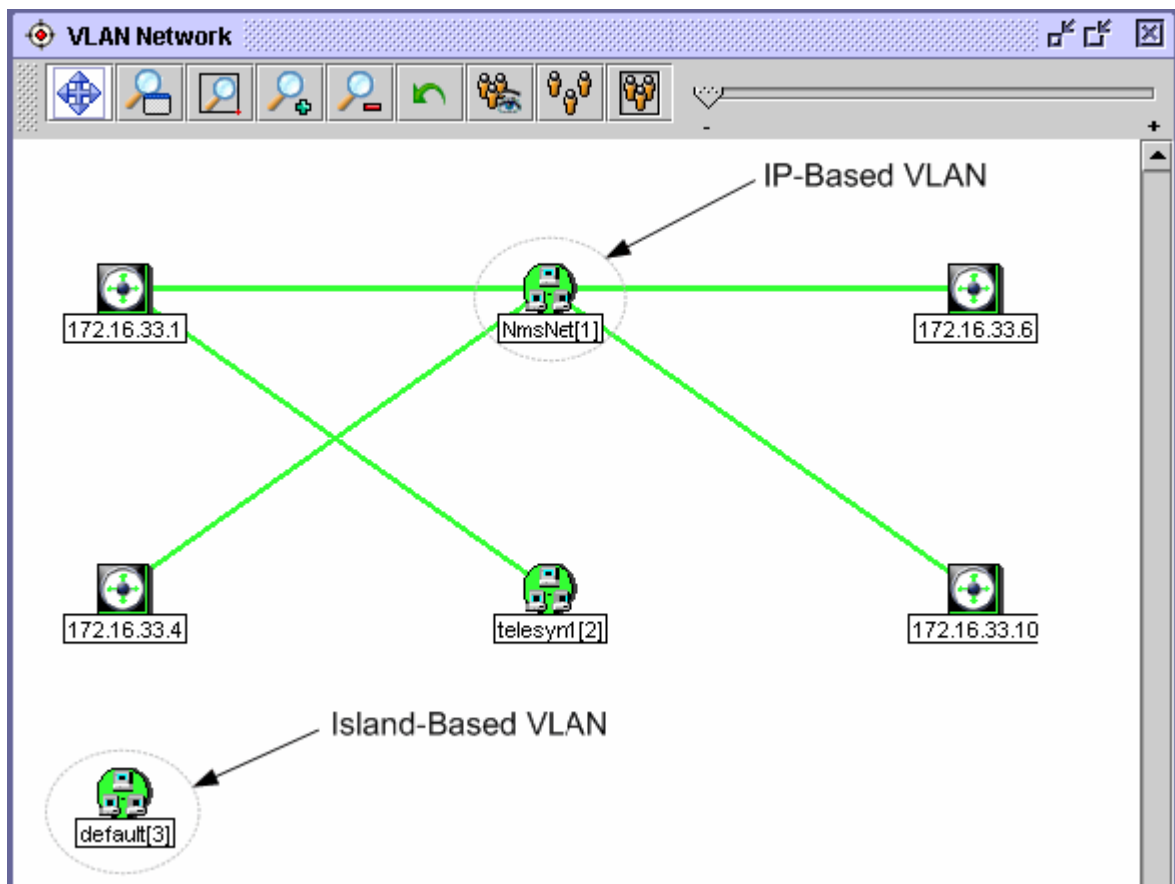 VLAN Network
- +
IP-Based VLAN
172.16.33.1
NmsNet[1]
172.16.33.6
172.16.33.4
telesyn1[2]
172.16.33.10
Island-Based VLAN
default[3]